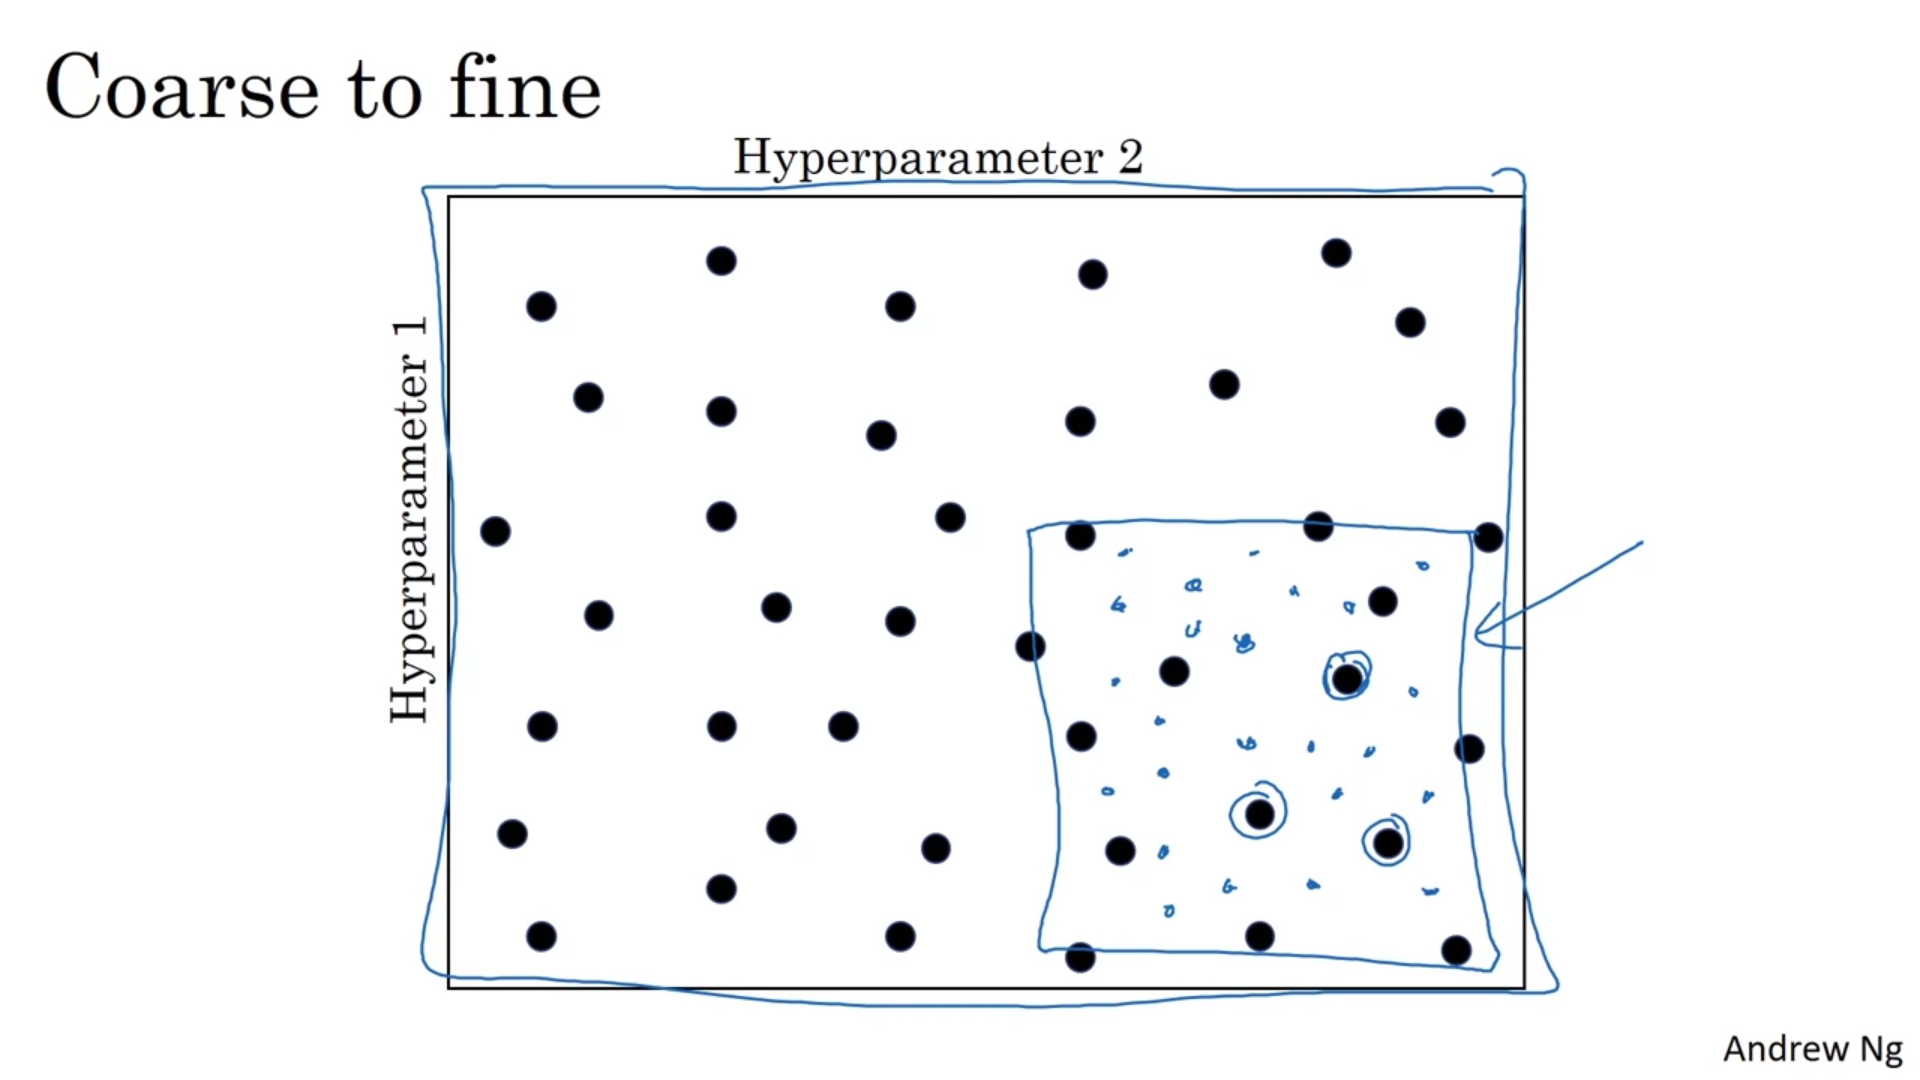 Coarse to fine
Hyperparameter 2
Hyperparameter 1
Andrew Ng